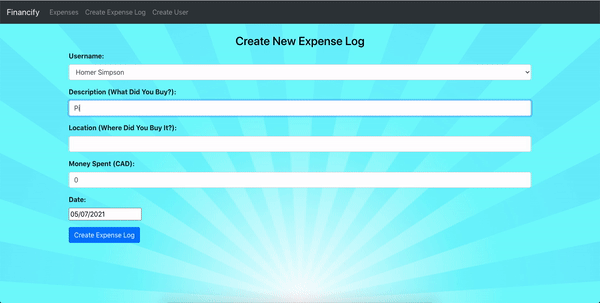 Financify Expenses Create Expense Log Create User
Create New Expense Log
Username:
Homer Simpson
Description (What Did You Buy?):
Pi
Location (Where Did You Buy It?):
Money Spent (CAD):
0
Date:
05/07/2021
Create Expense Log